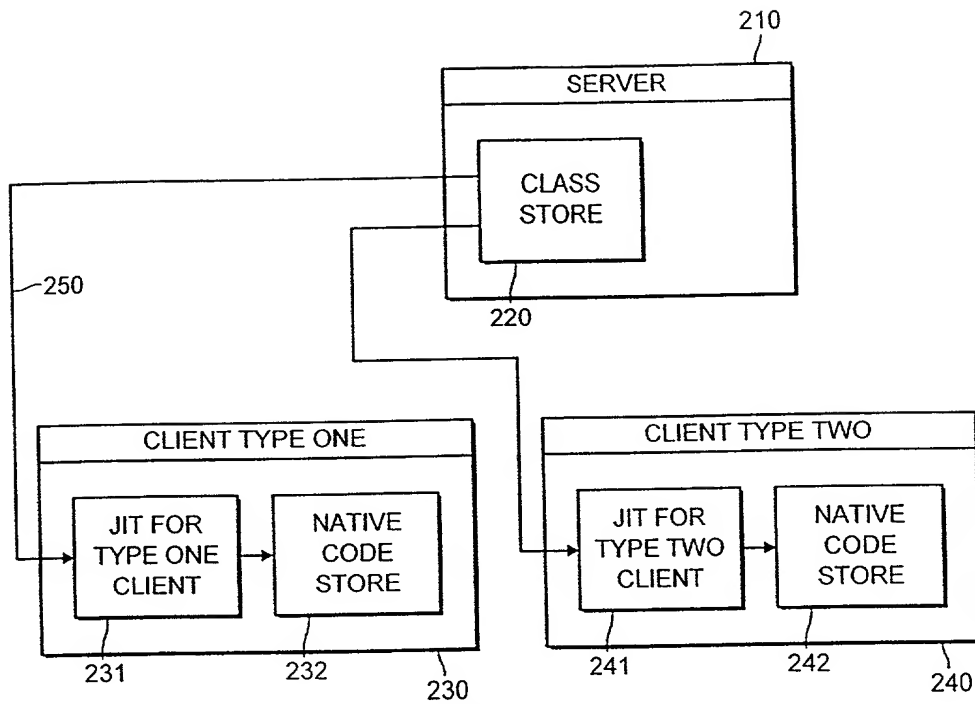 210
SERVER
CLASS
STORE
250
220
CLIENT TYPE ONE
JIT FOR
TYPE ONE
CLIENT
NATIVE
CODE
STORE
231
232
230
CLIENT TYPE TWO
JIT FOR
TYPE TWO
CLIENT
NATIVE
CODE
STORE
241
242
240